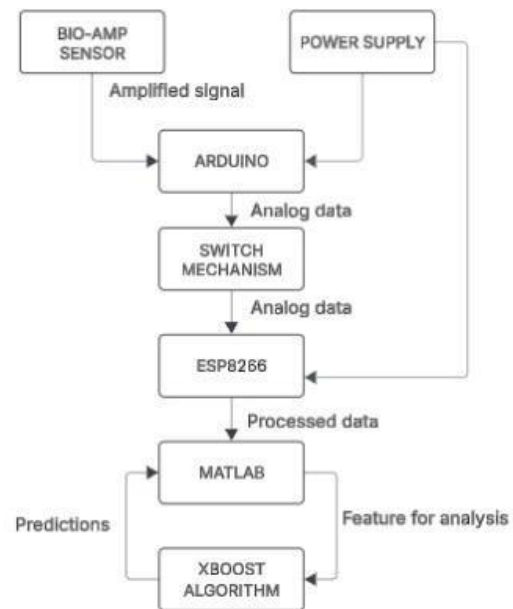 BIO-AMP
SENSOR
POWER SUPPLY
Amplified signal
ARDUINO
Analog data
SWITCH
MECHANISM
Analog data
ESP8266
Processed data
MATLAB
Predictions
Feature for analysis
XBOOST
ALGORITHM